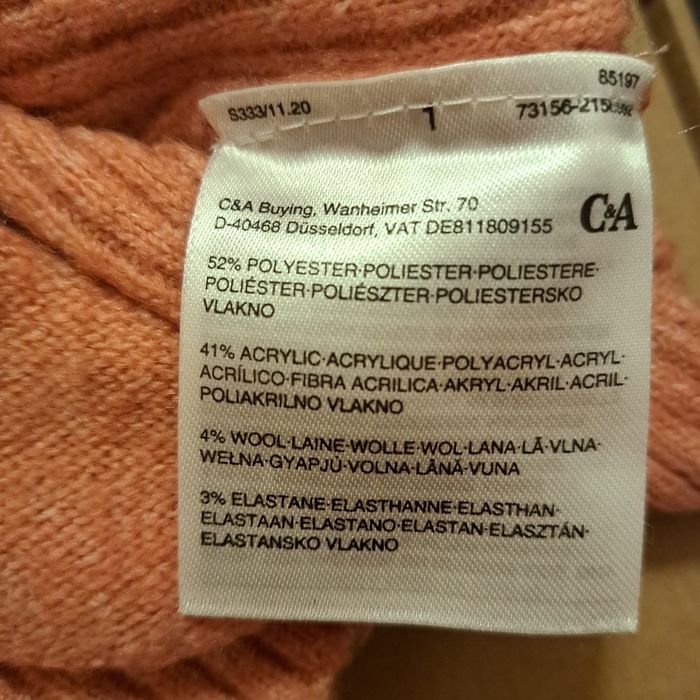 85197
S333/11.20 1 73156-215
C&A Buying, Wanheimer Str. 70
D-40468 Düsseldorf, VAT DE811809155
C&A
52% POLYESTER·POLIESTER·POLIESTERE·
POLIÉSTER·POLIÉSZTER·POLIESTERSKO
VLAKNO
41% ACRYLIC·ACRYLIQUE·POLYACRYL·ACRYL·
ACRÍLICO·FIBRA ACRILICA·AKRYL·AKRIL·ACRIL·
POLIAKRILNO VLAKNO
4% WOOL·LAINE·WOLLE·WOL·LANA·LÃ·VLNA·
WEŁNA·GYAPJÚ·VOLNA·LÂNĂ·VUNA
3% ELASTANE·ELASTHANNE·ELASTHAN·
ELASTAAN·ELASTANO·ELASTAN·ELASZTÁN·
ELASTANSKO VLAKNO